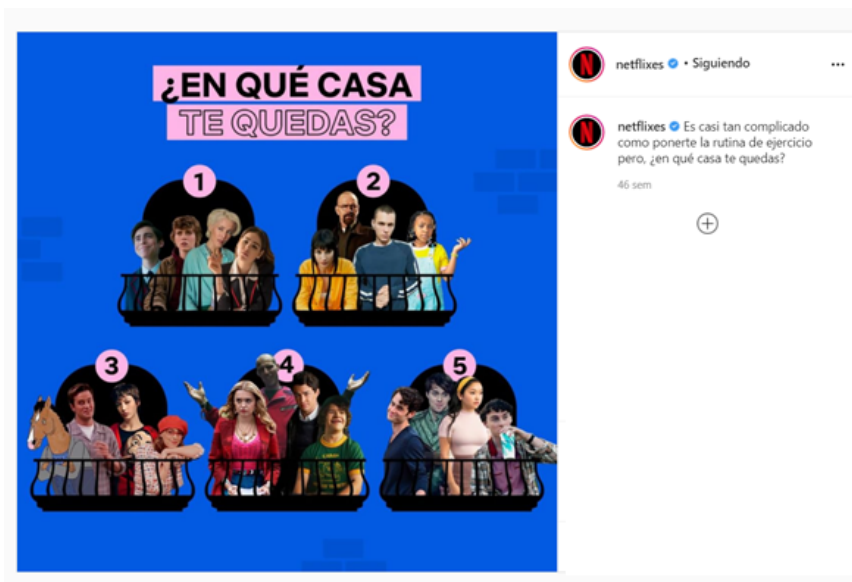 ¿EN QUÉ CASA
TE QUEDAS?
1
2
3
4
5
netflixes • Siguiendo
netflixes Es casi tan complicado
como ponerte la rutina de ejercicio
pero, ¿en qué casa te quedas?
46 sem